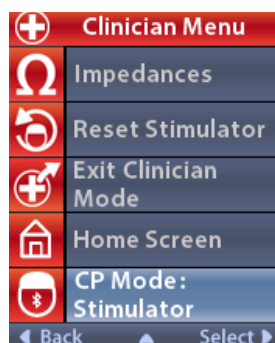 Clinician Menu
Impedances
Reset Stimulator
Exit Clinician
Mode
Home Screen
CP Mode:
Stimulator
Back Select